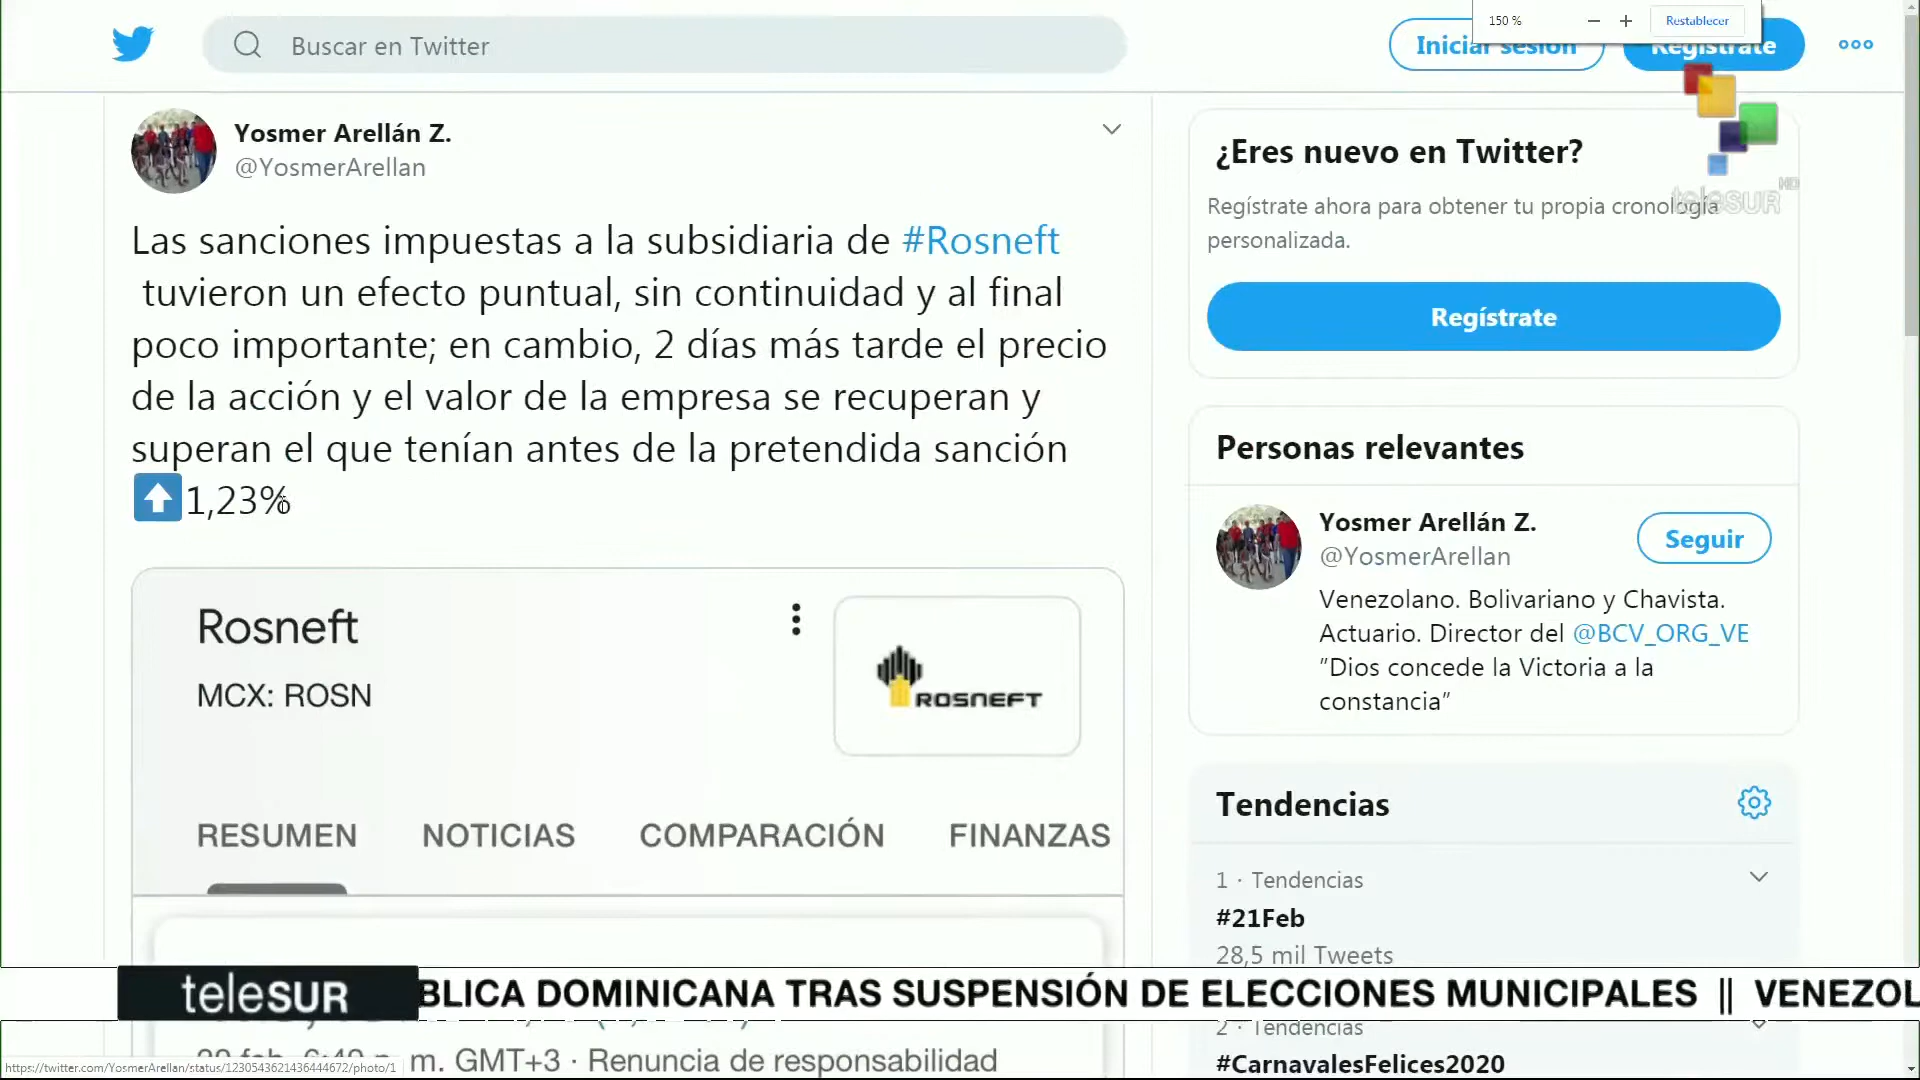 150 %
Restablecer
Buscar en Twitter
Iniciar sesión
Regístrate
Yosmer Arellán Z.
@YosmerArellan
Las sanciones impuestas a la subsidiaria de #Rosneft
tuvieron un efecto puntual, sin continuidad y al final
poco importante; en cambio, 2 días más tarde el precio
de la acción y el valor de la empresa se recuperan y
superan el que tenían antes de la pretendida sanción
⬆1,23%
Rosneft
MCX: ROSN
ROSNEFT
RESUMEN NOTICIAS COMPARACIÓN FINANZAS
¿Eres nuevo en Twitter?
Regístrate ahora para obtener tu propia cronología
personalizada.
Regístrate
teleSUR HD
Personas relevantes
Yosmer Arellán Z.
@YosmerArellan
Seguir
Venezolano. Bolivariano y Chavista.
Actuario. Director del @BCV_ORG_VE
"Dios concede la Victoria a la
constancia"
Tendencias
1 · Tendencias
#21Feb
28,5 mil Tweets
teleSUR
BLICA DOMINICANA TRAS SUSPENSIÓN DE ELECCIONES MUNICIPALES || VENEZOL
2 · Tendencias
#CarnavalesFelices2020
m. GMT+3 · Renuncia de responsabilidad
https://twitter.com/YosmerArellan/status/1230543621436444672/photo/1